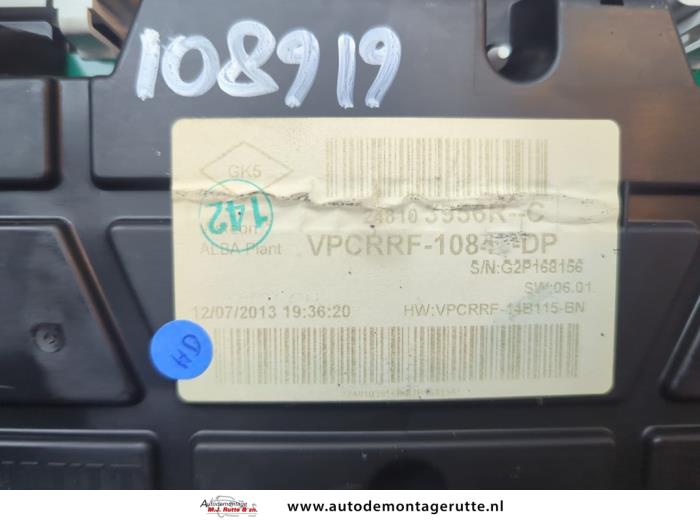 108919
GK5
142
24810 3956R--C
ALBA Plant
VPCRRF-1084 -DP
S/N:G2P168156
SW:06.01
12/07/2013 19:36:20
HW:VPCRRF-14B115-BN
Autodemontage
M.J. Rutte & zn.
www.autodemontagerutte.nl